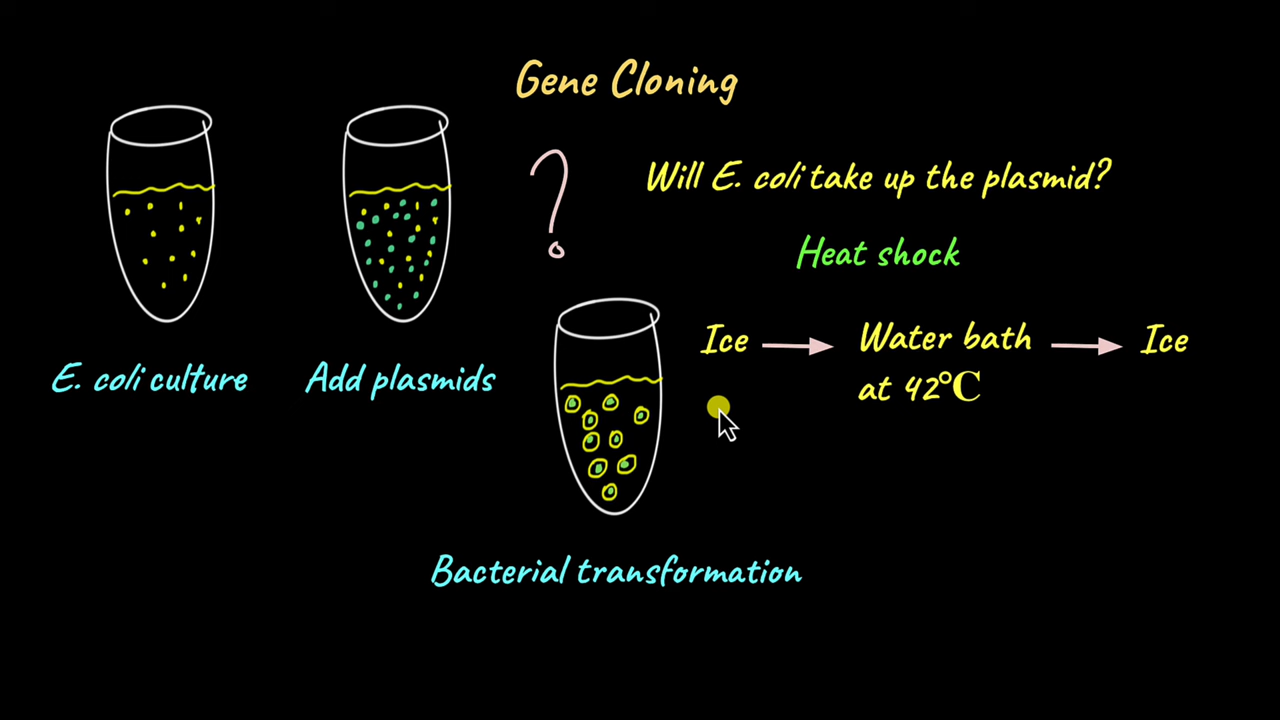 Gene Cloning
?
Will E. coli take up the plasmid?
Heat shock
E. coli culture
Add plasmids
Ice
Water bath
at 42°C
Ice
Bacterial transformation